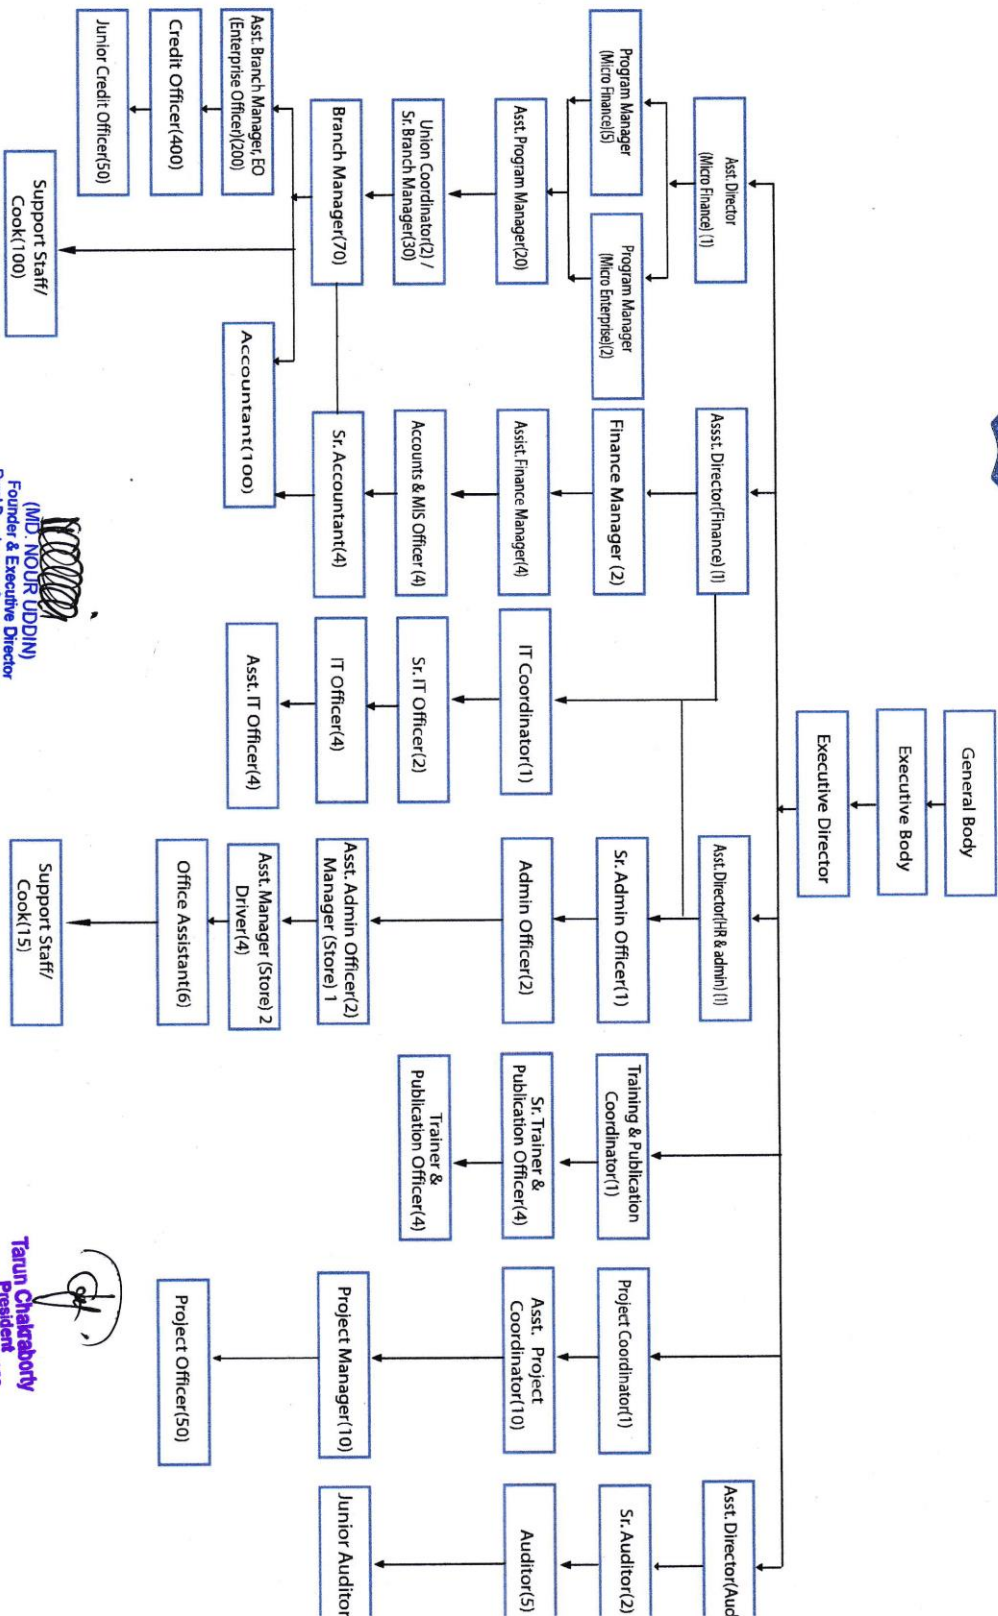 General Body
Executive Body
Executive Director
Asst. Director
(Micro Finance) (1)
Program Manager
(Micro Finance)(5)
Program Manager
(Micro Enterprise)(2)
Asst. Program Manager(20)
Union Coordinator(2) /
Sr. Branch Manager(30)
Branch Manager(70)
Asst. Branch Manager, EO
(Enterprise Officer)(200)
Credit Officer(400)
Junior Credit Officer(50)
Support Staff/
Cook(100)
Accountant(100)
Assst. Director(Finance) (1)
Finance Manager (2)
Assist. Finance Manager(4)
Accounts & MIS Officer (4)
Sr. Accountant(4)
IT Coordinator(1)
Sr. IT Officer(2)
IT Officer(4)
Asst. IT Officer(4)
Asst. Director(HR & admin) (1)
Sr. Admin Officer(1)
Admin Officer(2)
Asst. Admin Officer(2)
Manager (Store) 1
Asst. Manager (Store) 2
Driver(4)
Office Assistant(6)
Support Staff/
Cook(15)
Training & Publication
Coordinator(1)
Sr. Trainer &
Publication Officer(4)
Trainer &
Publication Officer(4)
Project Coordinator(1)
Asst. Project
Coordinator(10)
Project Manager(10)
Project Officer(50)
Asst. Director(Aud
Sr. Auditor(2)
Auditor(5)
Junior Auditor
(MD. NOUR UDDIN)
Founder & Executive Director
Tarun Chakraborty
President